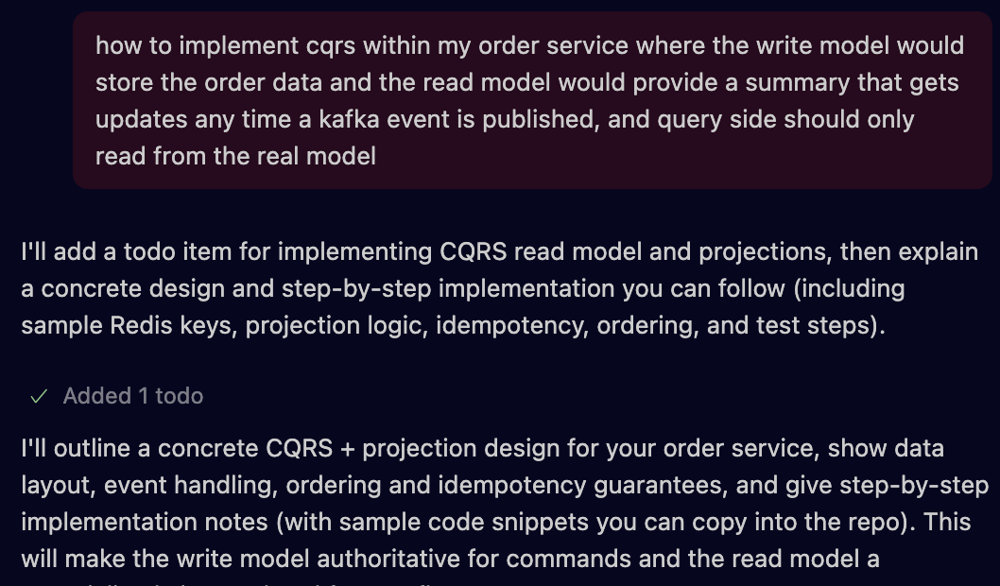 how to implement cqrs within my order service where the write model would
store the order data and the read model would provide a summary that gets
updates any time a kafka event is published, and query side should only
read from the real model
I'll add a todo item for implementing CQRS read model and projections, then explain
a concrete design and step-by-step implementation you can follow (including
sample Redis keys, projection logic, idempotency, ordering, and test steps).
✓ Added 1 todo
I'll outline a concrete CQRS + projection design for your order service, show data
layout, event handling, ordering and idempotency guarantees, and give step-by-step
implementation notes (with sample code snippets you can copy into the repo). This
will make the write model authoritative for commands and the read model a